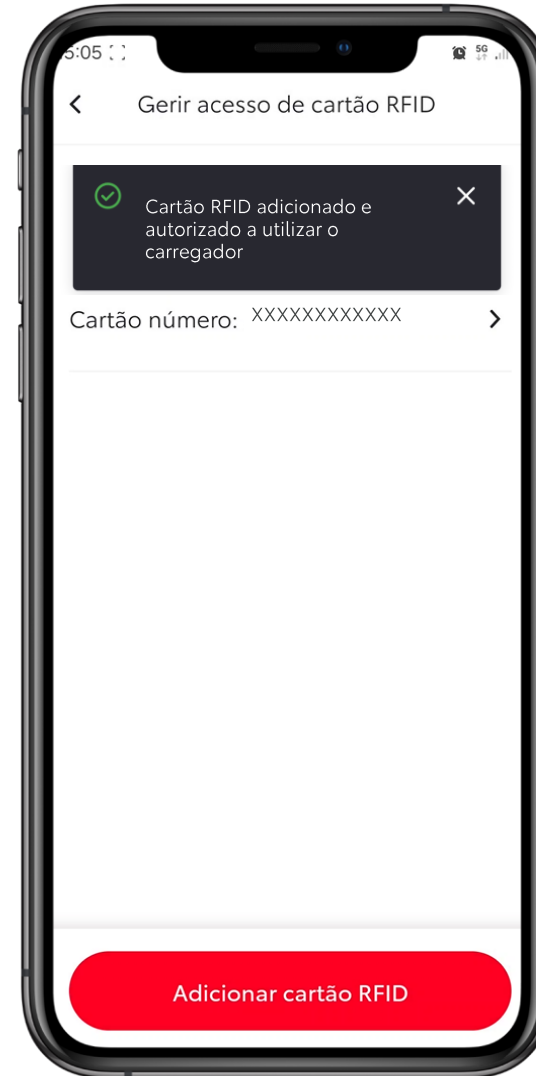 5:05
5G
Gerir acesso de cartão RFID
Cartão RFID adicionado e
autorizado a utilizar o
carregador
Cartão número: XXXXXXXXXXXX
Adicionar cartão RFID